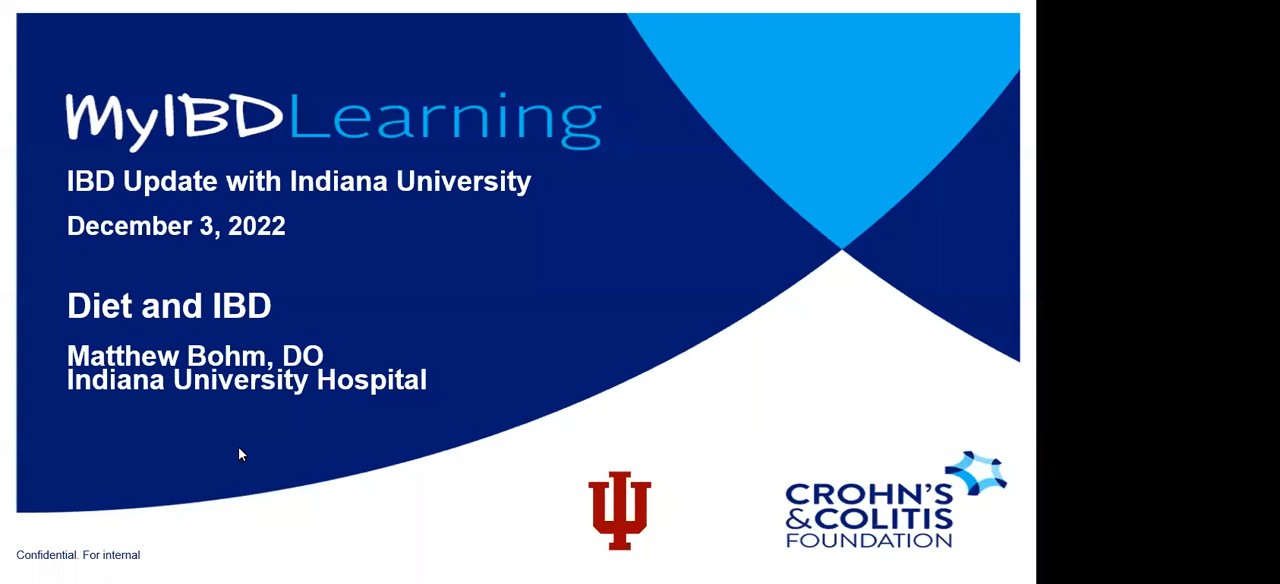 MyIBDLearning
IBD Update with Indiana University
December 3, 2022
Diet and IBD
Matthew Bohm, DO
Indiana University Hospital
CROHN'S
&COLITIS
FOUNDATION
Confidential. For internal